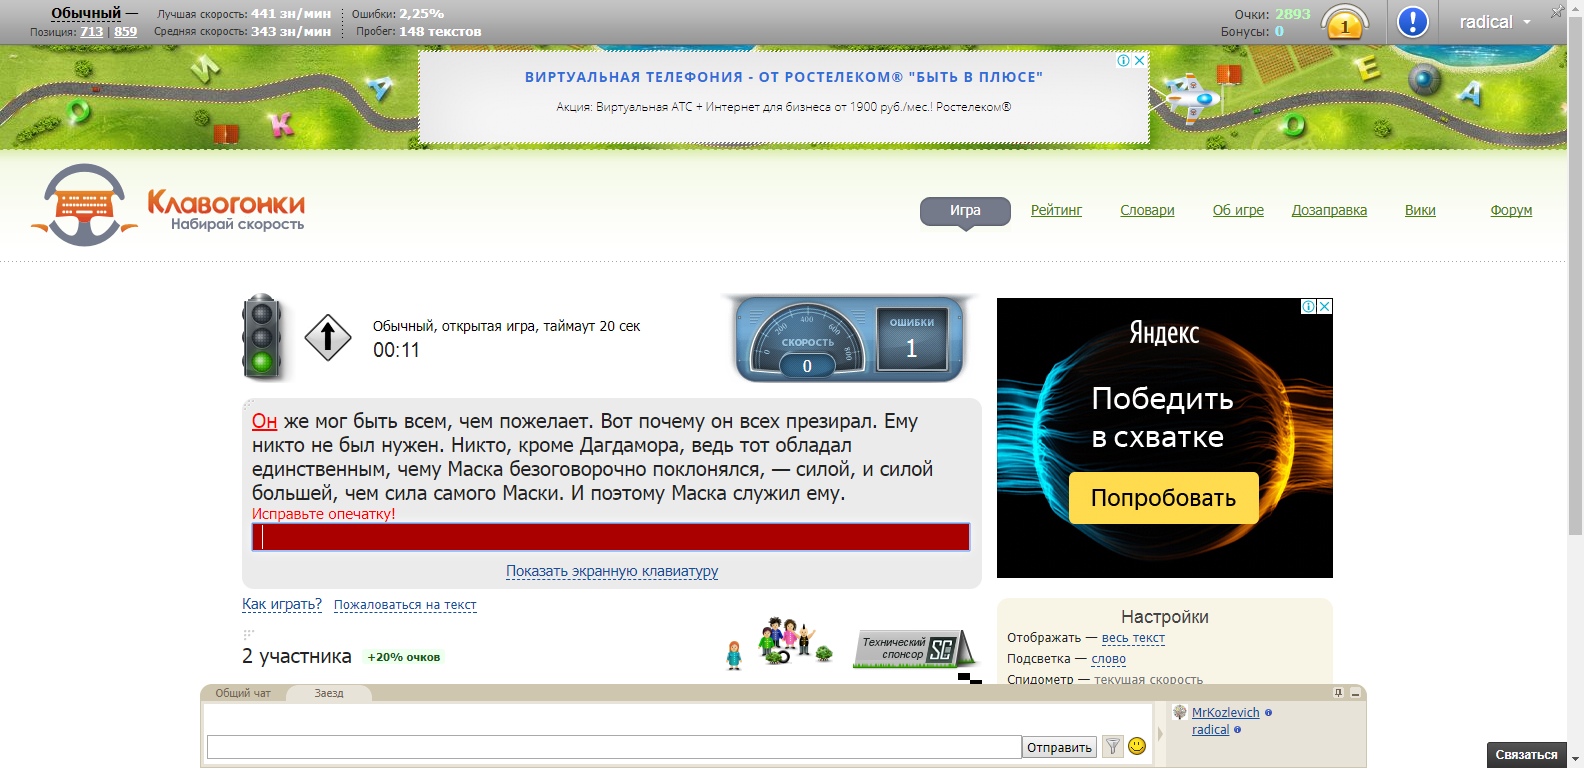 Обычный —
Позиция: 713 | 859
Лучшая скорость: 441 зн/мин
Средняя скорость: 343 зн/мин
Ошибки: 2,25%
Пробег: 148 текстов
Очки: 2893
Бонусы: 0
1
radical
О
К
И
А
Е
О
А
ВИРТУАЛЬНАЯ ТЕЛЕФОНИЯ - ОТ РОСТЕЛЕКОМ® "БЫТЬ В ПЛЮСЕ"
Акция: Виртуальная АТС + Интернет для бизнеса от 1900 руб./мес.! Ростелеком®
Клавогонки
Набирай скорость
Игра
Рейтинг
Словари
Об игре
Дозаправка
Вики
Форум
Обычный, открытая игра, таймаут 20 сек
00:11
0
200
400
600
800
СКОРОСТЬ
0
ОШИБКИ
1
Он же мог быть всем, чем пожелает. Вот почему он всех презирал. Ему
никто не был нужен. Никто, кроме Дагдамора, ведь тот обладал
единственным, чему Маска безоговорочно поклонялся, — силой, и силой
большей, чем сила самого Маски. И поэтому Маска служил ему.
Исправьте опечатку!
Показать экранную клавиатуру
Как играть?
Пожаловаться на текст
2 участника
+20% очков
Технический
спонсор
SC
Яндекс
Победить
в схватке
Попробовать
Настройки
Отображать — весь текст
Подсветка — слово
Спидометр — текущая скорость
Общий чат
Заезд
Отправить
MrKozlevich
radical
Связаться